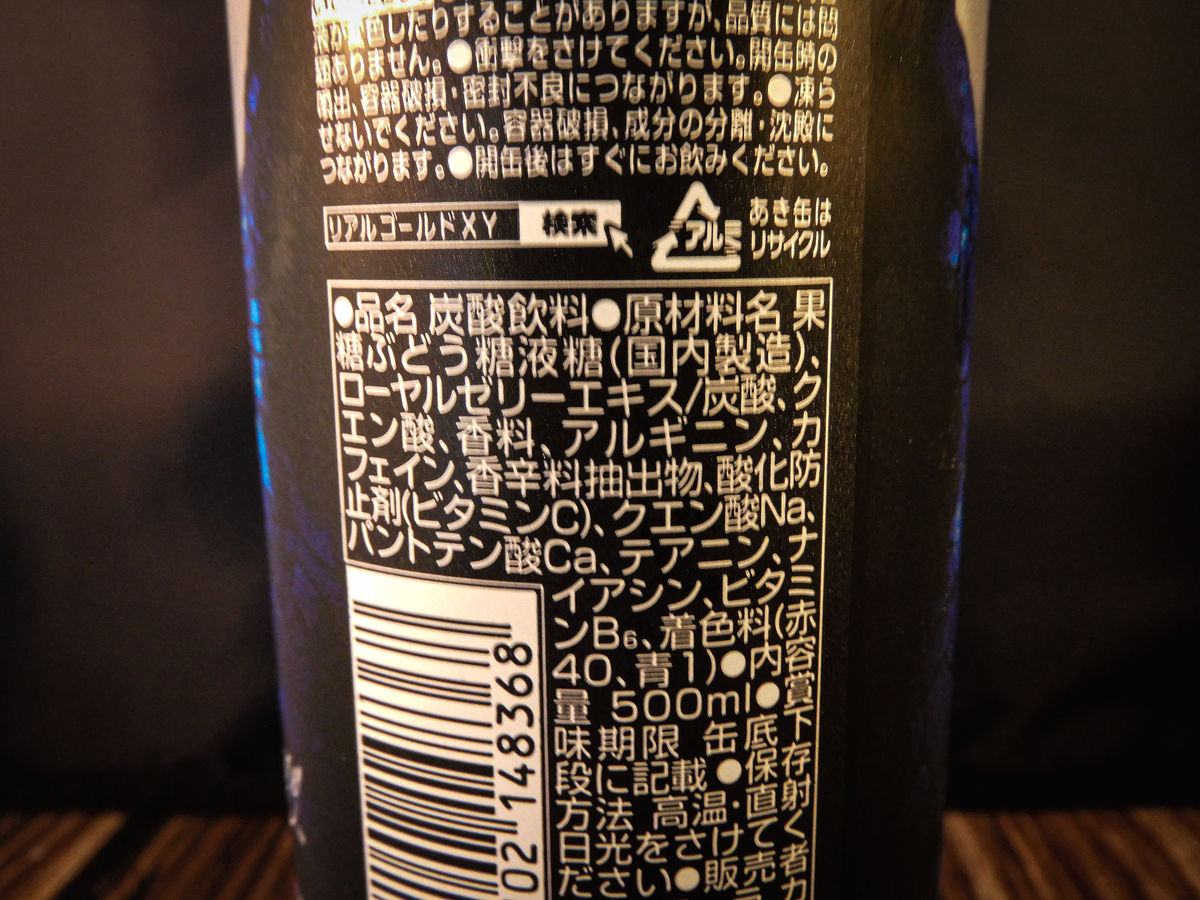 色したりすることがありますが、品質には問
題ありません。●衝撃をさけてください。開缶時の
噴出、容器破損・密封不良につながります。●凍ら
せないでください。容器破損、成分の分離・沈殿に
つながります。●開缶後はすぐにお飲みください。
リアルゴールドXY 検索
アルミ
あき缶は
リサイクル
●品名 炭酸飲料●原材料名 果
糖ぶどう糖液糖(国内製造)、
ローヤルゼリーエキス/炭酸、ク
エン酸、香料、アルギニン、カ
フェイン、香辛料抽出物、酸化防
止剤(ビタミンC)、クエン酸Na、
パントテン酸Ca、テアニン、ナ
イアシン、ビタミ
ンB₆、着色料(赤
40、青1)●内容
量 500ml●賞
味期限 缶底下
段に記載●保存
方法 高温・直射
日光をさけてく
ださい●販売者
カ
02 148368